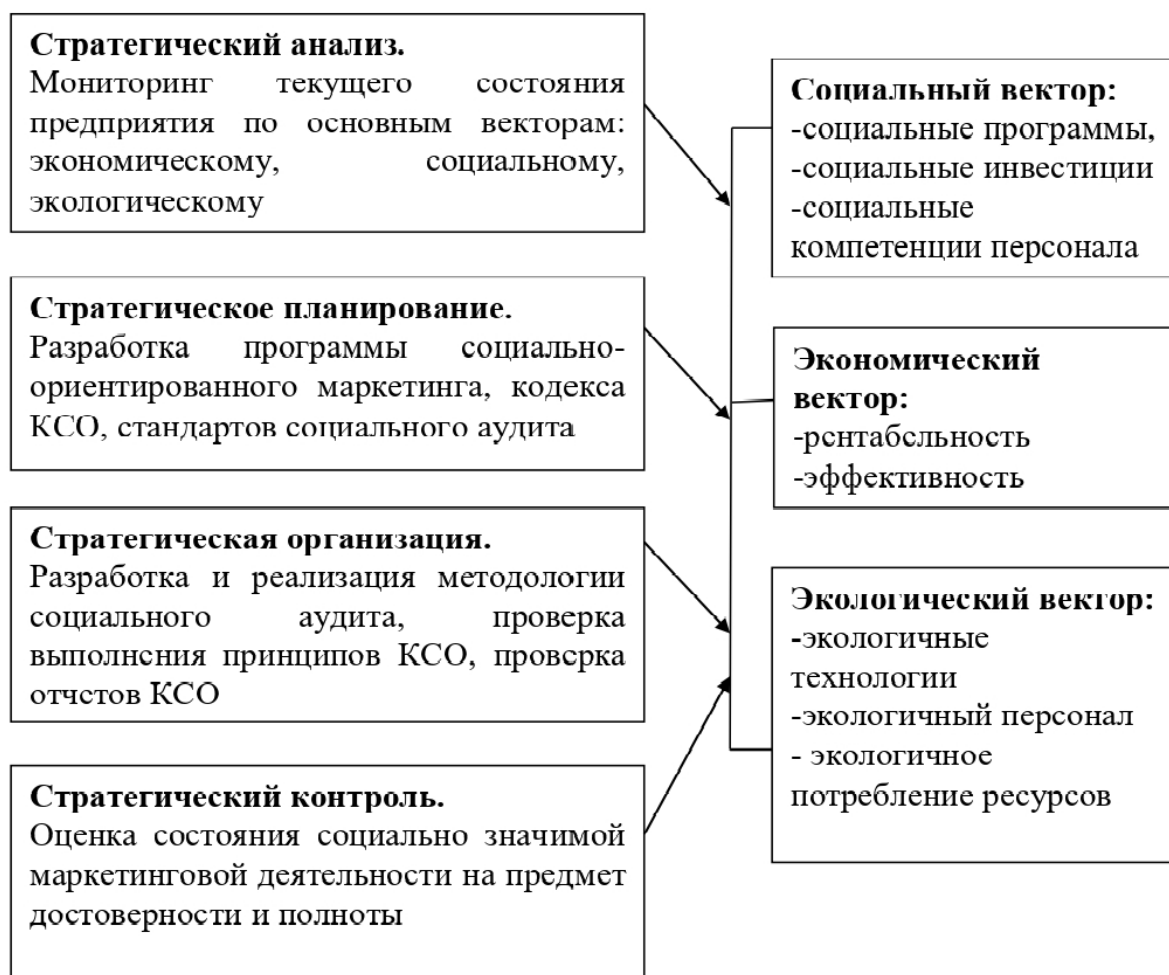 Стратегический анализ.
Мониторинг текущего состояния
предприятия по основным векторам:
экономическому, социальному,
экологическому
Стратегическое планирование.
Разработка программы социально-
ориентированного маркетинга, кодекса
КСО, стандартов социального аудита
Стратегическая организация.
Разработка и реализация методологии
социального аудита, проверка
выполнения принципов КСО, проверка
отчетов КСО
Стратегический контроль.
Оценка состояния социально значимой
маркетинговой деятельности на предмет
достоверности и полноты
Социальный вектор:
-социальные программы,
-социальные инвестиции
-социальные
компетенции персонала
Экономический
вектор:
-рентабельность
-эффективность
Экологический вектор:
-экологичные
технологии
-экологичный персонал
- экологичное
потребление ресурсов